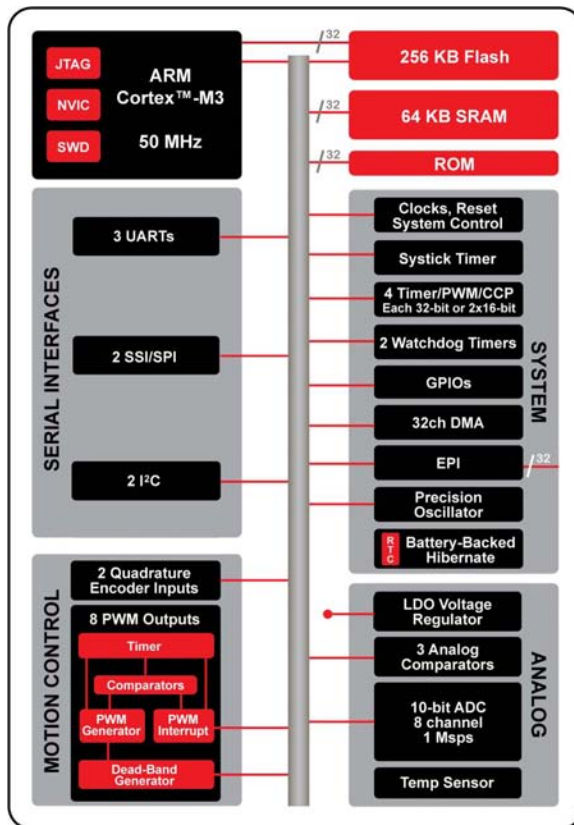 JTAG
NVIC
SWD
ARM
Cortex™-M3
50 MHz
32
256 KB Flash
32
64 KB SRAM
32
ROM
SERIAL INTERFACES
3 UARTs
2 SSI/SPI
2 I²C
SYSTEM
Clocks, Reset
System Control
Systick Timer
4 Timer/PWM/CCP
Each 32-bit or 2x16-bit
2 Watchdog Timers
GPIOs
32ch DMA
EPI
32
Precision
Oscillator
RTC
Battery-Backed
Hibernate
MOTION CONTROL
2 Quadrature
Encoder Inputs
8 PWM Outputs
Timer
Comparators
PWM
Generator
PWM
Interrupt
Dead-Band
Generator
ANALOG
LDO Voltage
Regulator
3 Analog
Comparators
10-bit ADC
8 channel
1 Msps
Temp Sensor